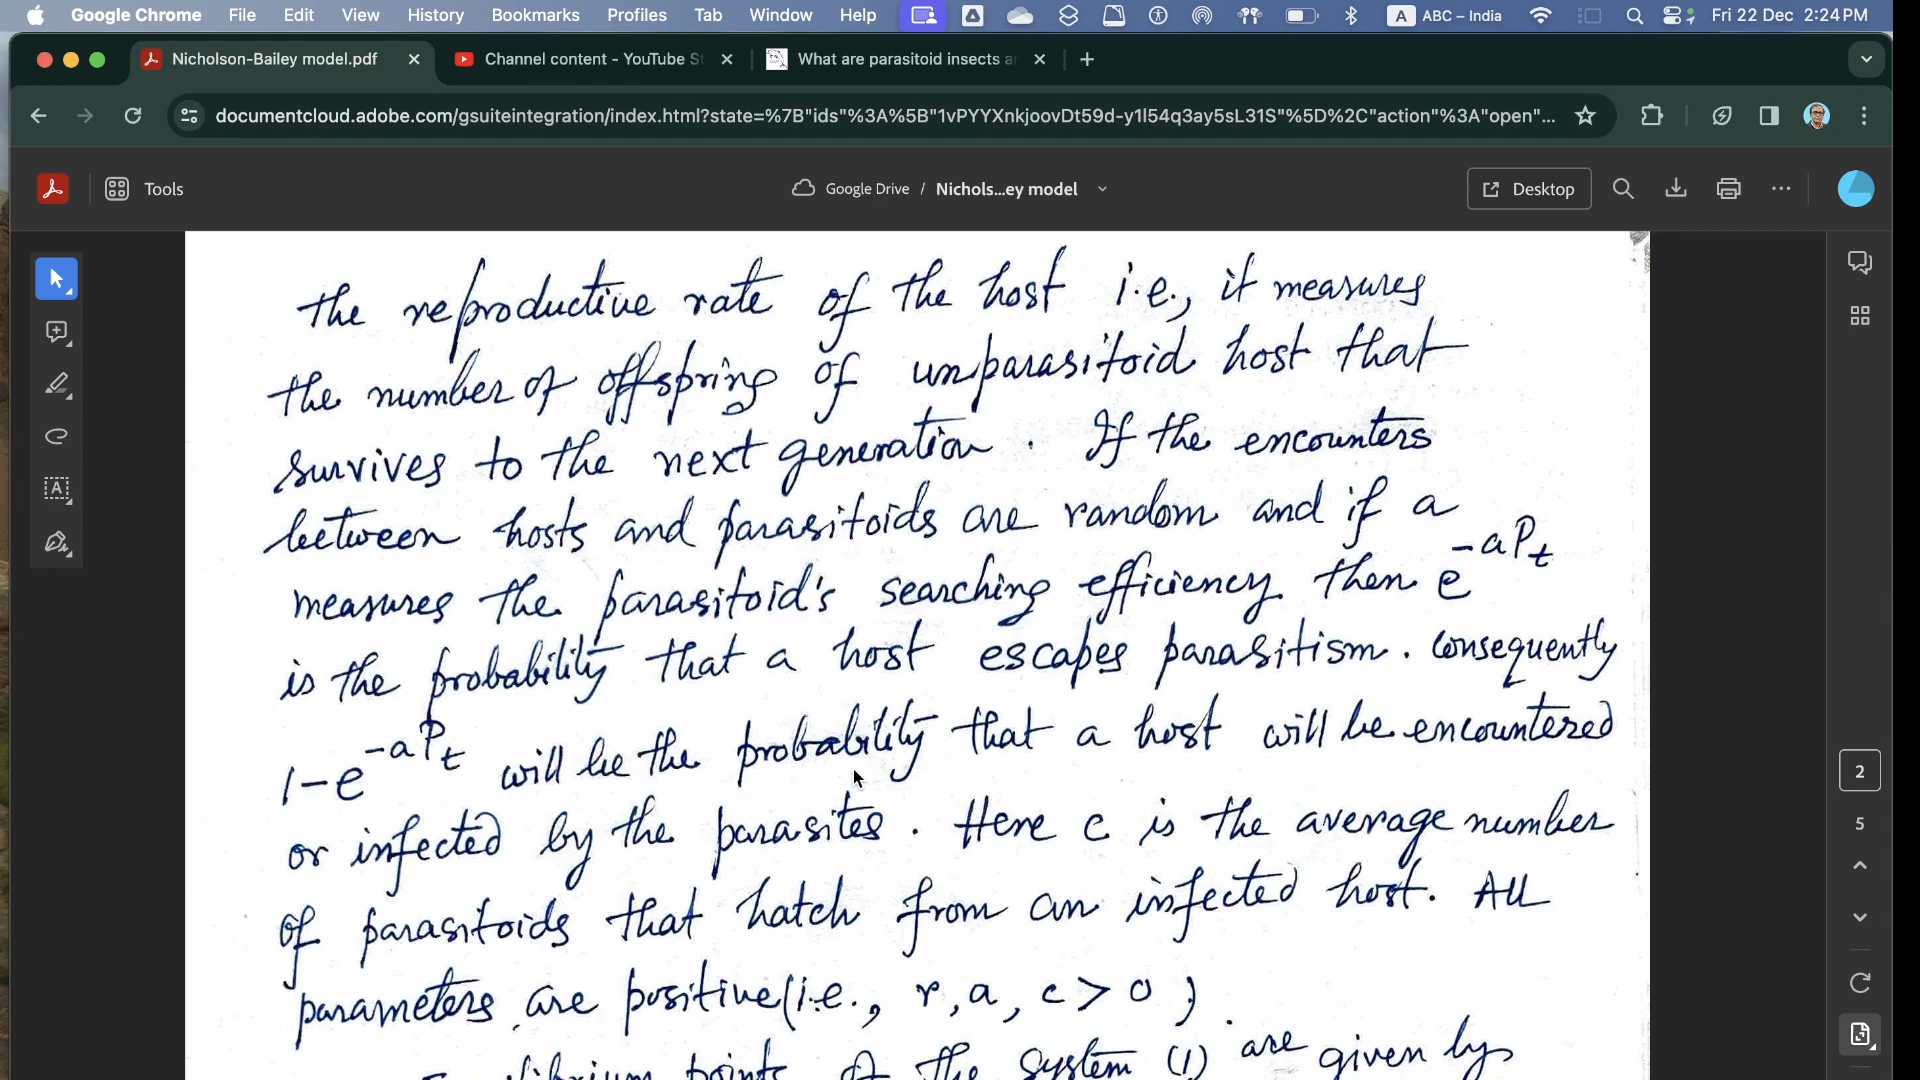 Google Chrome File Edit View History Bookmarks Profiles Tab Window Help A ABC – India Fri 22 Dec 2:24 PM
Nicholson-Bailey model.pdf Channel content - YouTube S What are parasitoid insects a
documentcloud.adobe.com/gsuiteintegration/index.html?state=%7B"ids"%3A%5B"1vPYYXnkjoovDt59d-y1l54q3ay5sL31S"%5D%2C"action"%3A"open"...
Tools Google Drive / Nichols...ey model Desktop
the reproductive rate of the host i.e., it measures
the number of offspring of unparasitoid host that
survives to the next generation. If the encounters
between hosts and parasitoids are random and if a
measures the parasitoid's searching efficiency then e^{-aP_t}
is the probability that a host escapes parasitism. Consequently
1-e^{-aP_t} will be the probability that a host will be encountered
or infected by the parasites. Here c is the average number
of parasitoids that hatch from an infected host. All
parameters are positive (i.e., r, a, c > 0)
points of the system (1) are given by
2
5